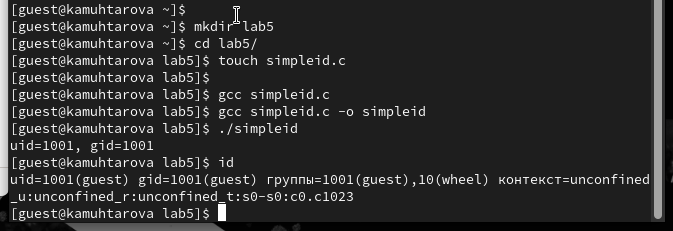 [guest@kamuhtarova ~]$
[guest@kamuhtarova ~]$ mkdir lab5
[guest@kamuhtarova ~]$ cd lab5/
[guest@kamuhtarova lab5]$ touch simpleid.c
[guest@kamuhtarova lab5]$
[guest@kamuhtarova lab5]$ gcc simpleid.c
[guest@kamuhtarova lab5]$ gcc simpleid.c -o simpleid
[guest@kamuhtarova lab5]$ ./simpleid
uid=1001, gid=1001
[guest@kamuhtarova lab5]$ id
uid=1001(guest) gid=1001(guest) группы=1001(guest),10(wheel) контекст=unconfined
_u:unconfined_r:unconfined_t:s0-s0:c0.c1023
[guest@kamuhtarova lab5]$